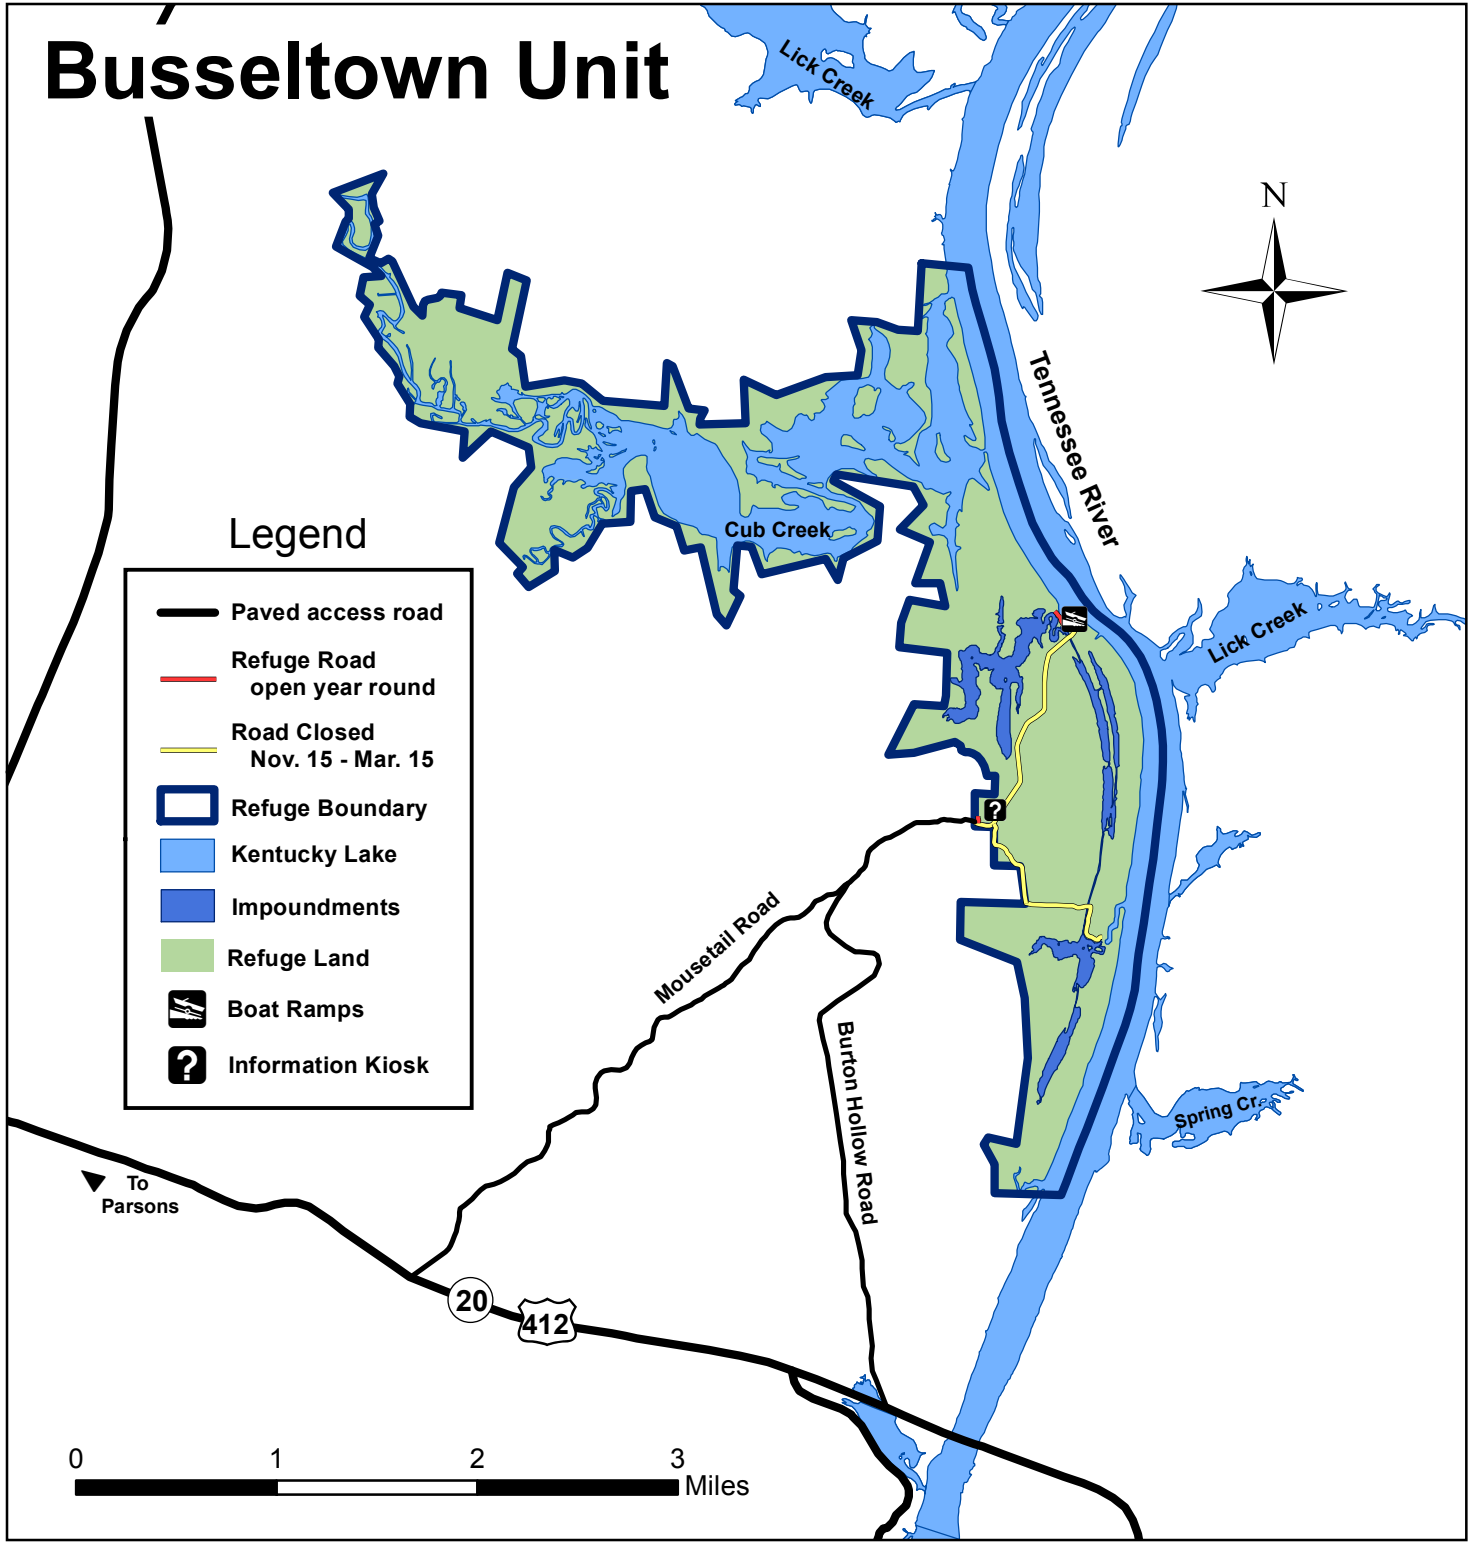 Busseltown Unit
Lick Creek
N
Tennessee River
Cub Creek
Lick Creek
Legend
Paved access road
Refuge Road
open year round
Road Closed
Nov. 15 - Mar. 15
Refuge Boundary
Kentucky Lake
Impoundments
Refuge Land
Boat Ramps
?
Information Kiosk
?
Mousetail Road
Burton Hollow Road
Spring Cr.
To
Parsons
20
412
0 1 2 3
Miles